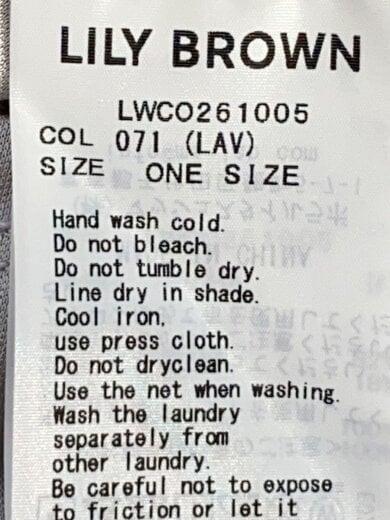 LILY BROWN
LWCO261005
COL 071 (LAV)
SIZE ONE SIZE
Hand wash cold.
Do not bleach.
Do not tumble dry.
Line dry in shade.
Cool iron.
use press cloth.
Do not dryclean.
Use the net when washing.
Wash the laundry
separately from
other laundry.
Be careful not to expose
to friction or let it